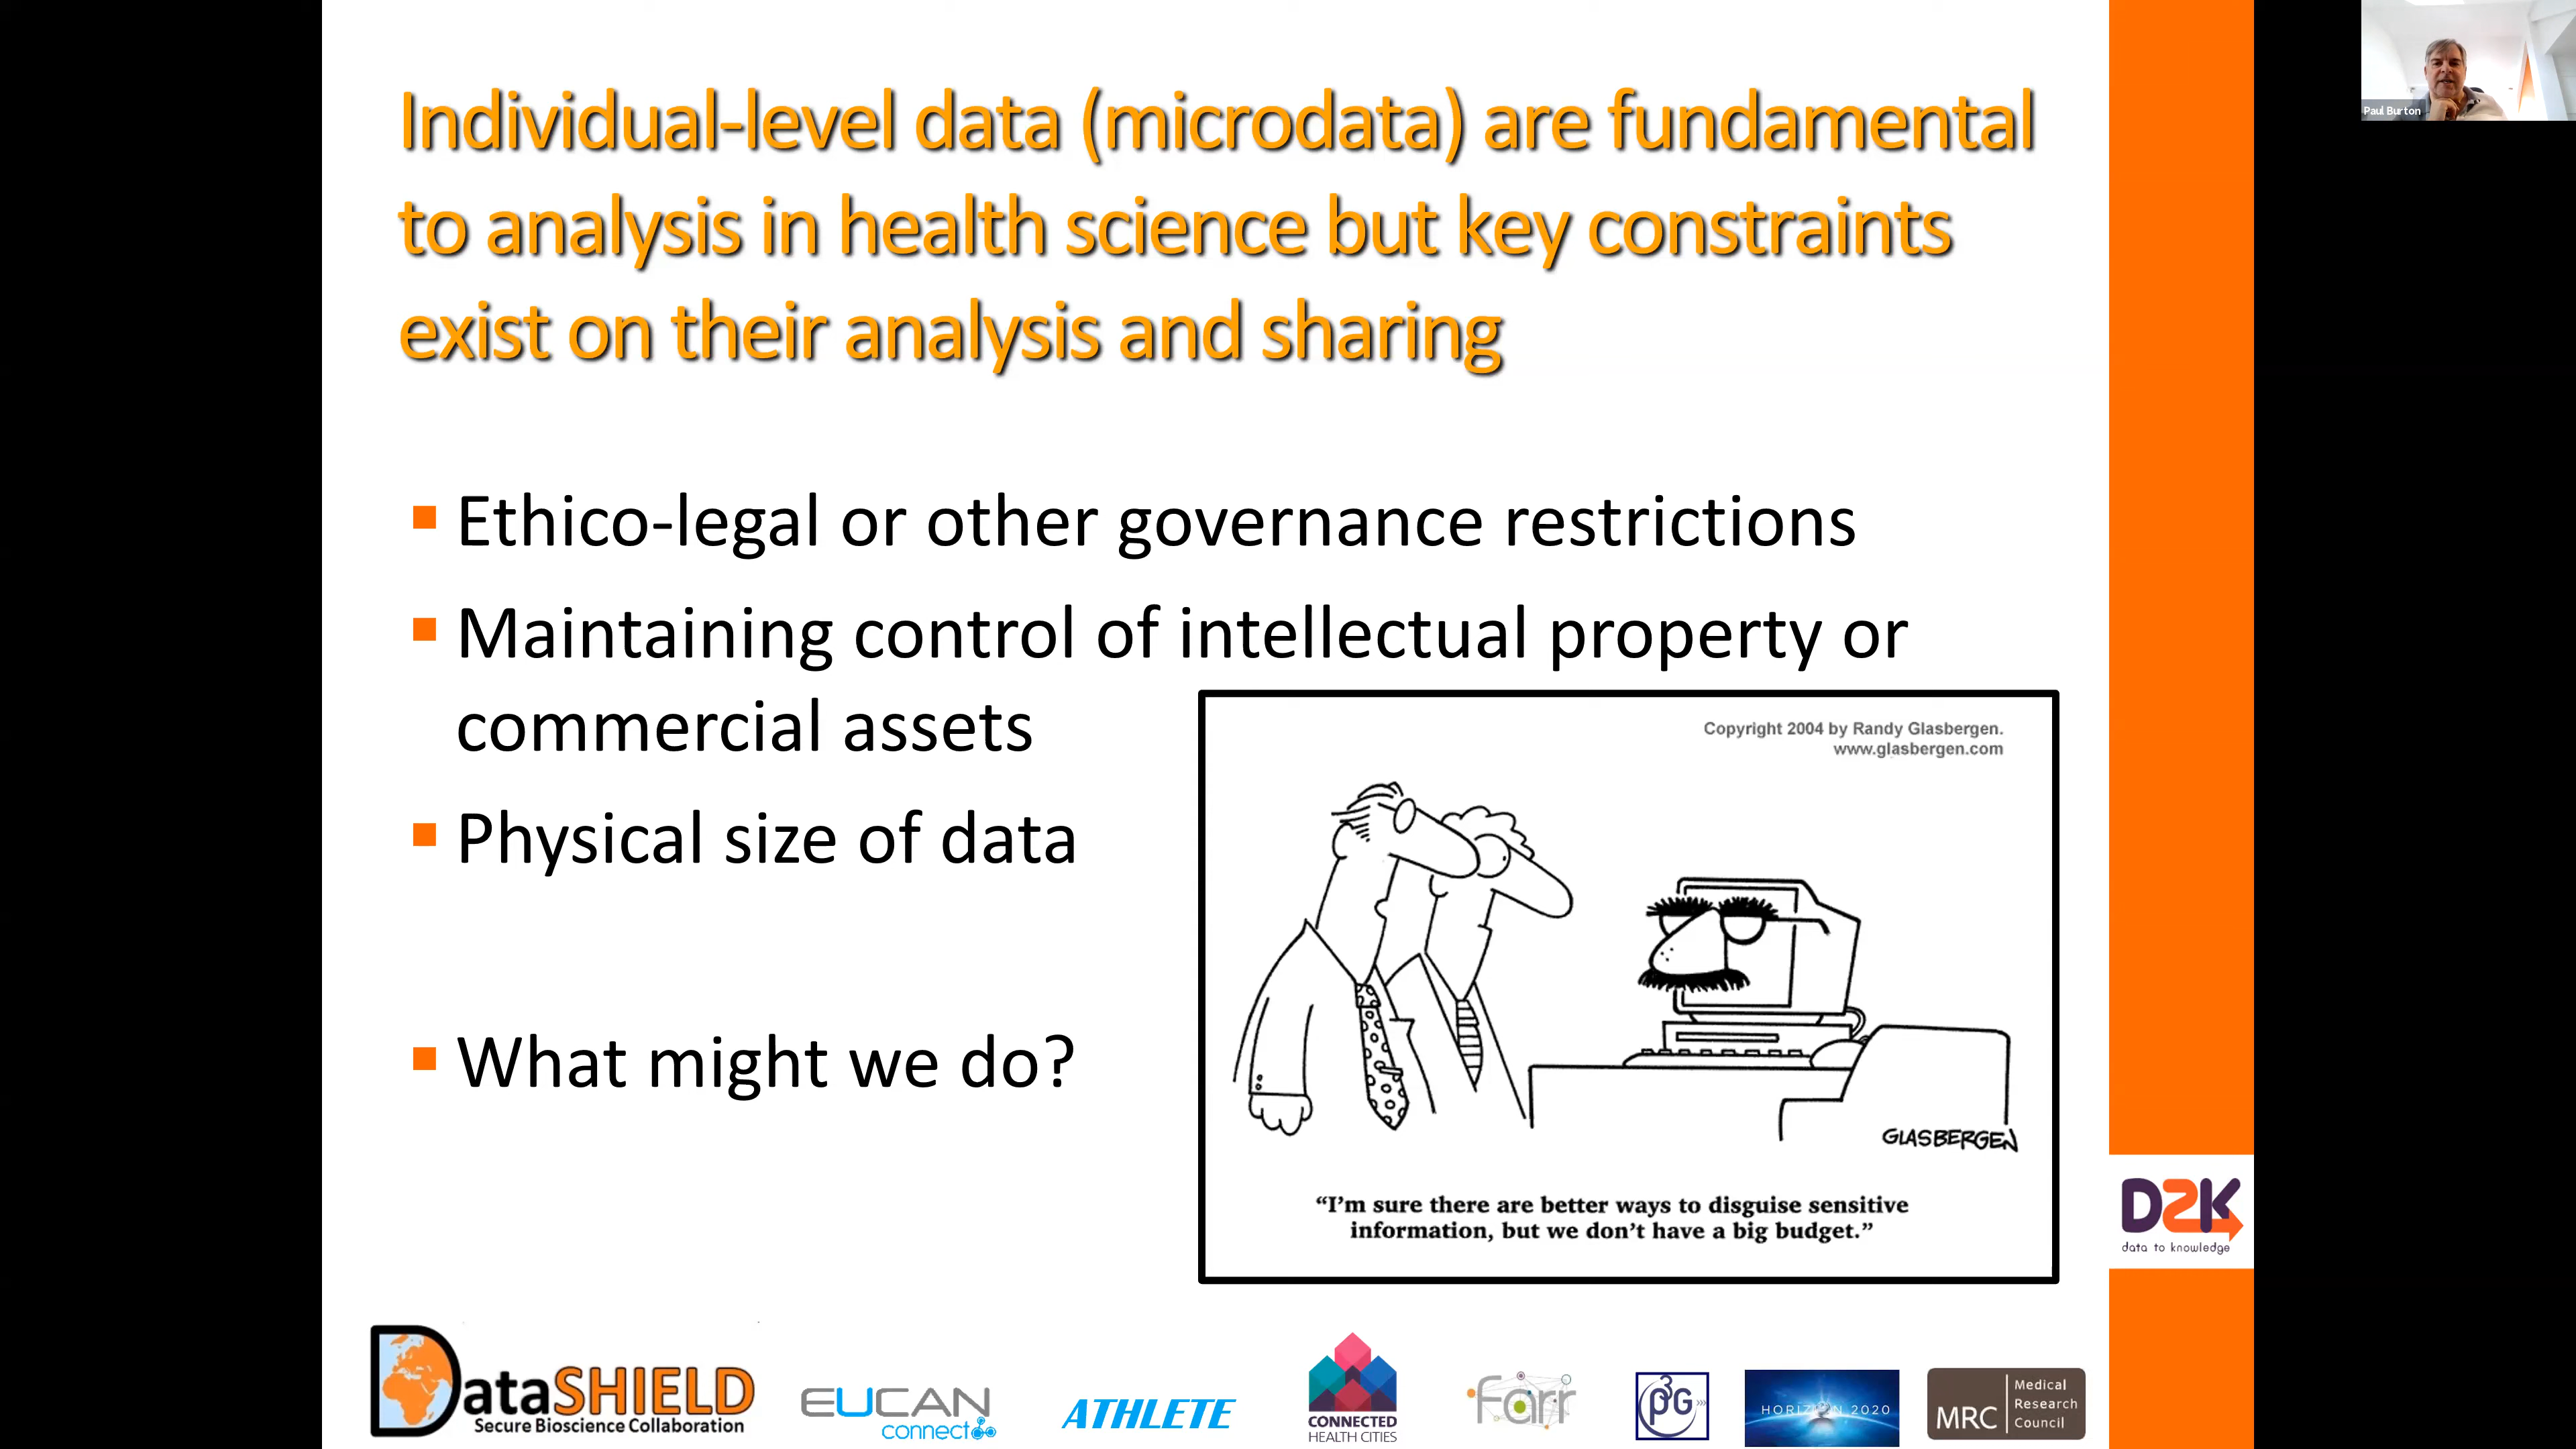 Individual-level data (microdata) are fundamental
to analysis in health science but key constraints
exist on their analysis and sharing
Paul Burton
Ethico-legal or other governance restrictions
Maintaining control of intellectual property or
commercial assets
Physical size of data
What might we do?
Copyright 2004 by Randy Glasbergen.
www.glasbergen.com
GLASBERGEN
“I’m sure there are better ways to disguise sensitive
information, but we don’t have a big budget.”
D2K
data to knowledge
DataSHIELD
Secure Bioscience Collaboration
EUCAN
connect
ATHLETE
CONNECTED
HEALTH CITIES
Farr
P3G
HORIZON 2020
MRC
Medical
Research
Council